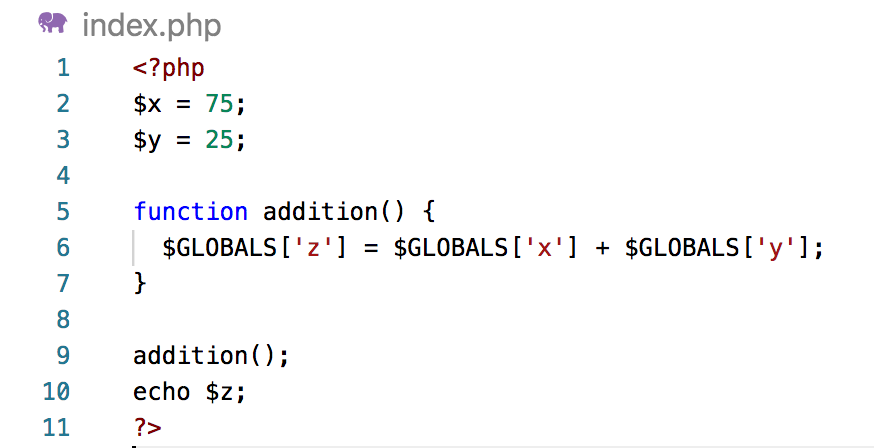 index.php
1 <?php
2 $x = 75;
3 $y = 25;
4
5 function addition() {
6   $GLOBALS['z'] = $GLOBALS['x'] + $GLOBALS['y'];
7 }
8
9 addition();
10 echo $z;
11 ?>